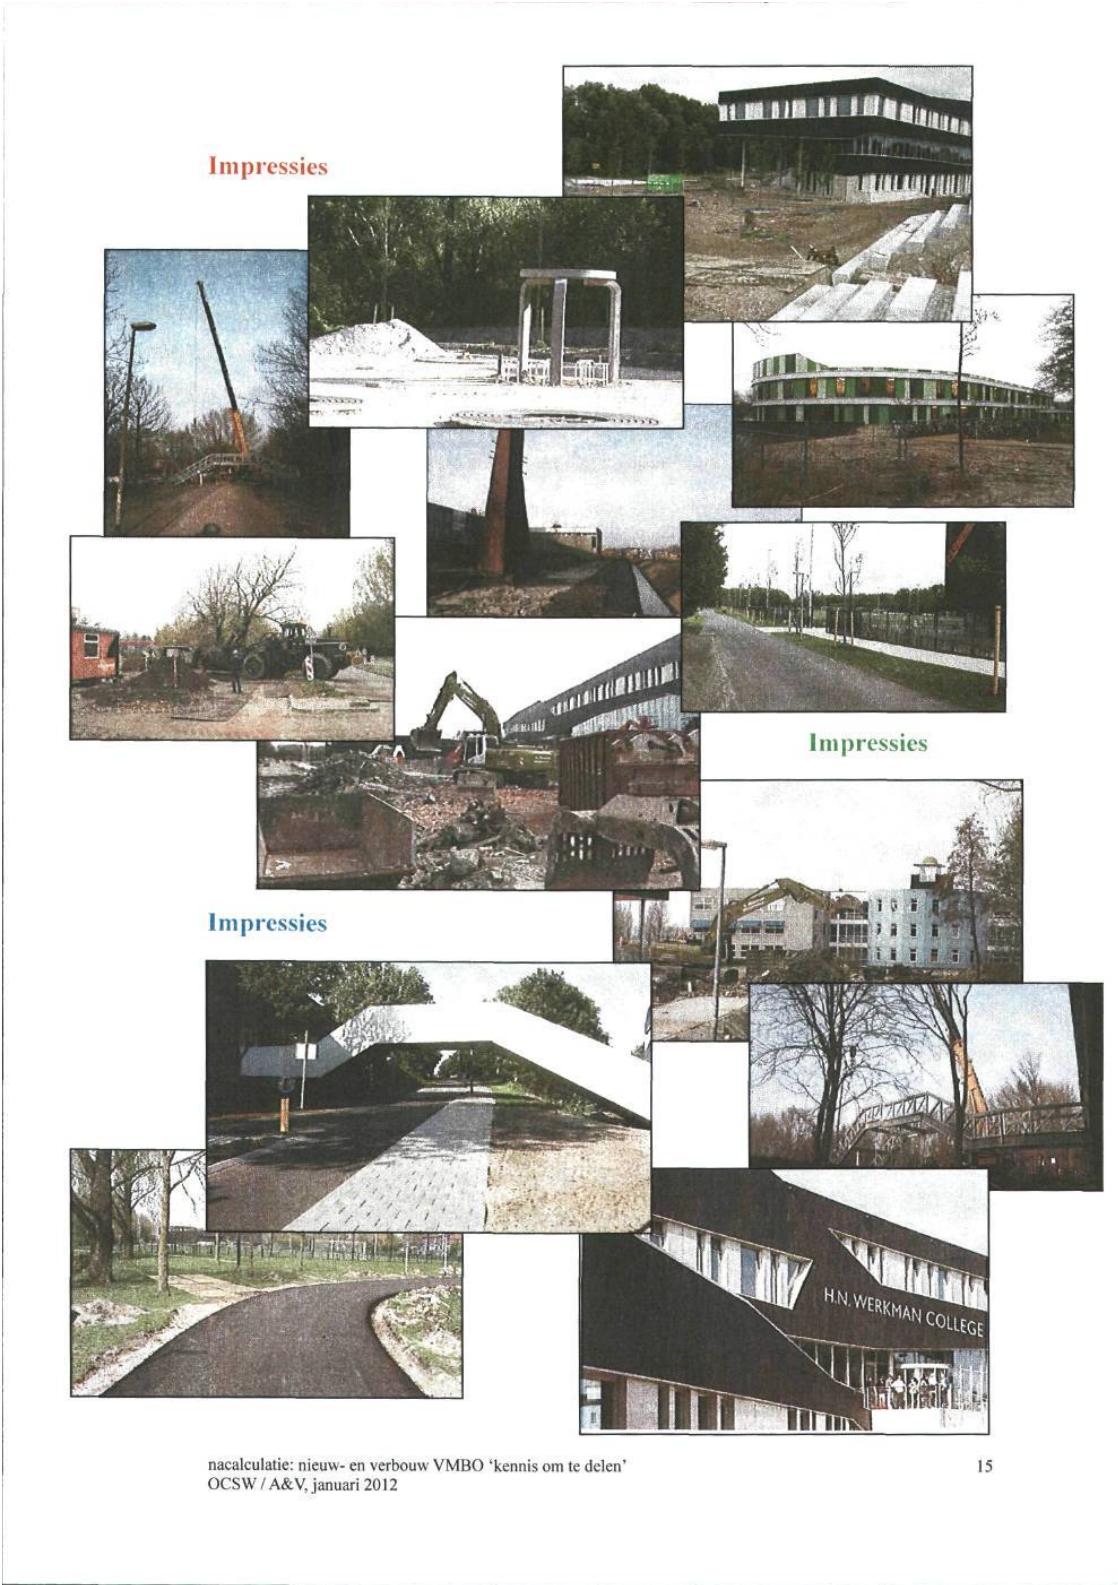 Impressies
Impressies
Impressies
H.N. WERKMAN COLLEGE
nacalculatie: nieuw- en verbouw VMBO 'kennis om te delen'
15
OCSW / A&V, januari 2012